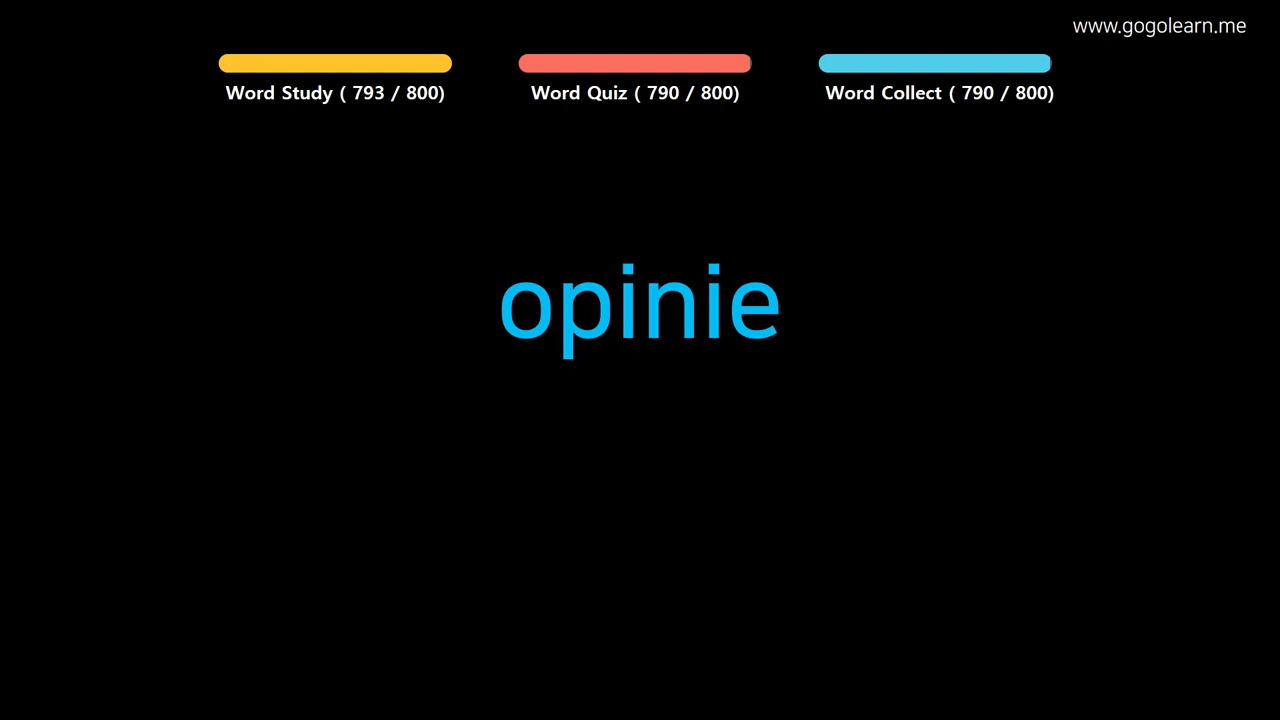 www.gogolearn.me
Word Study ( 793 / 800)
Word Quiz ( 790 / 800)
Word Collect ( 790 / 800)
opinie